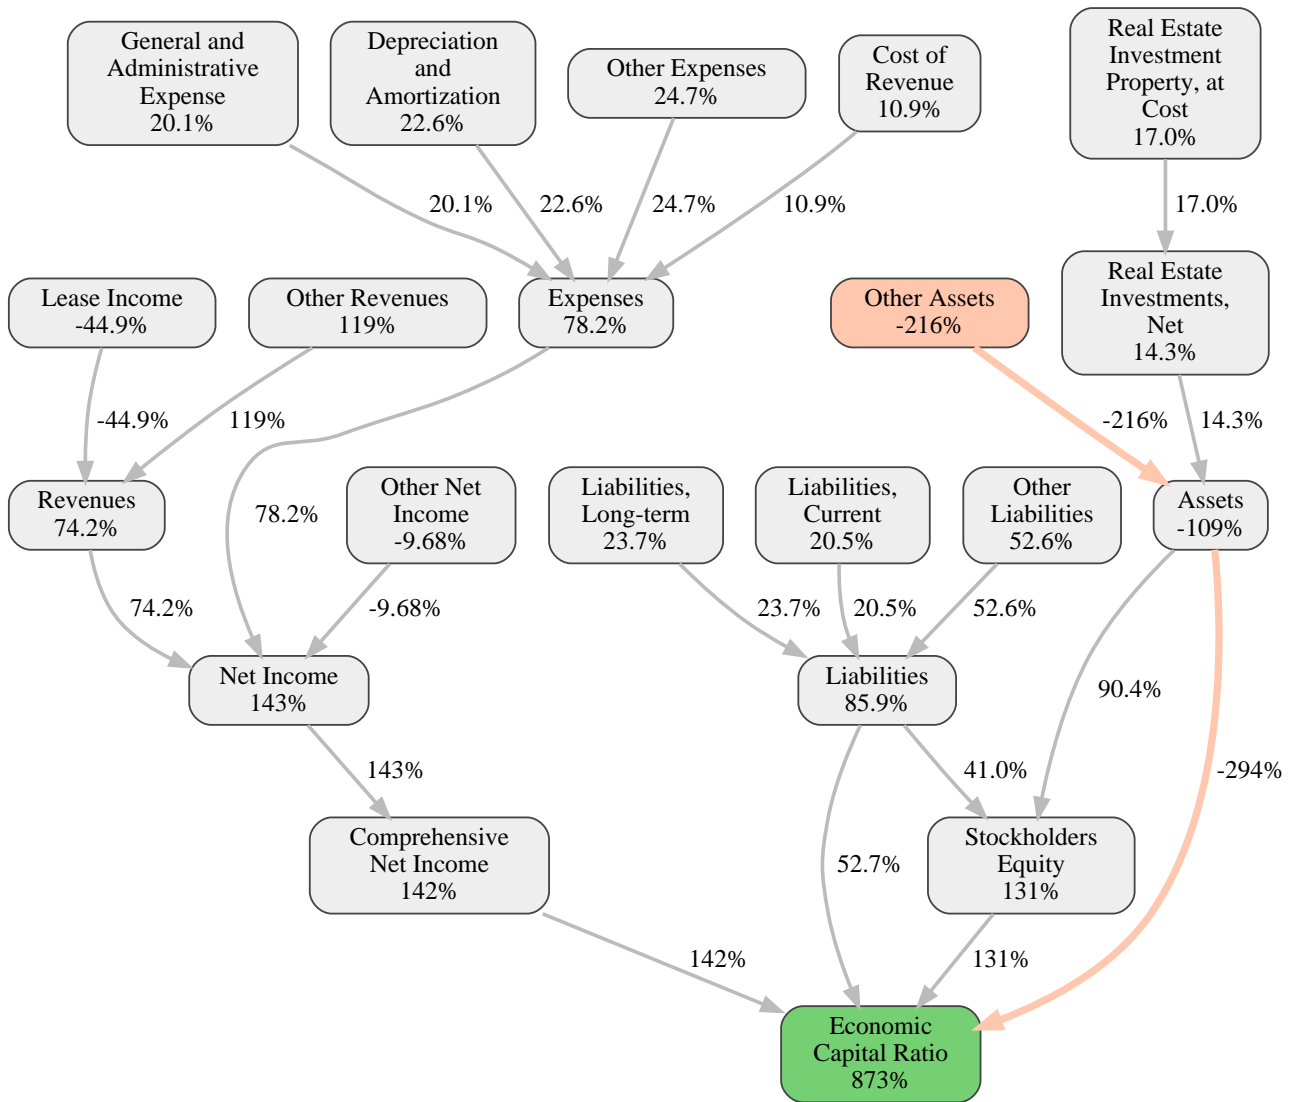 General and
Administrative
Expense
20.1%
Depreciation
and
Amortization
22.6%
Other Expenses
24.7%
Cost of
Revenue
10.9%
Real Estate
Investment
Property, at
Cost
17.0%
20.1%
22.6%
24.7%
10.9%
17.0%
Lease Income
-44.9%
Other Revenues
119%
Expenses
78.2%
Other Assets
-216%
Real Estate
Investments,
Net
14.3%
-44.9%
119%
-216%
14.3%
Revenues
74.2%
78.2%
Other Net
Income
-9.68%
Liabilities,
Long-term
23.7%
Liabilities,
Current
20.5%
Other
Liabilities
52.6%
Assets
-109%
74.2%
-9.68%
23.7%
20.5%
52.6%
Net Income
143%
Liabilities
85.9%
90.4%
143%
41.0%
-294%
Comprehensive
Net Income
142%
52.7%
Stockholders
Equity
131%
142%
131%
Economic
Capital Ratio
873%